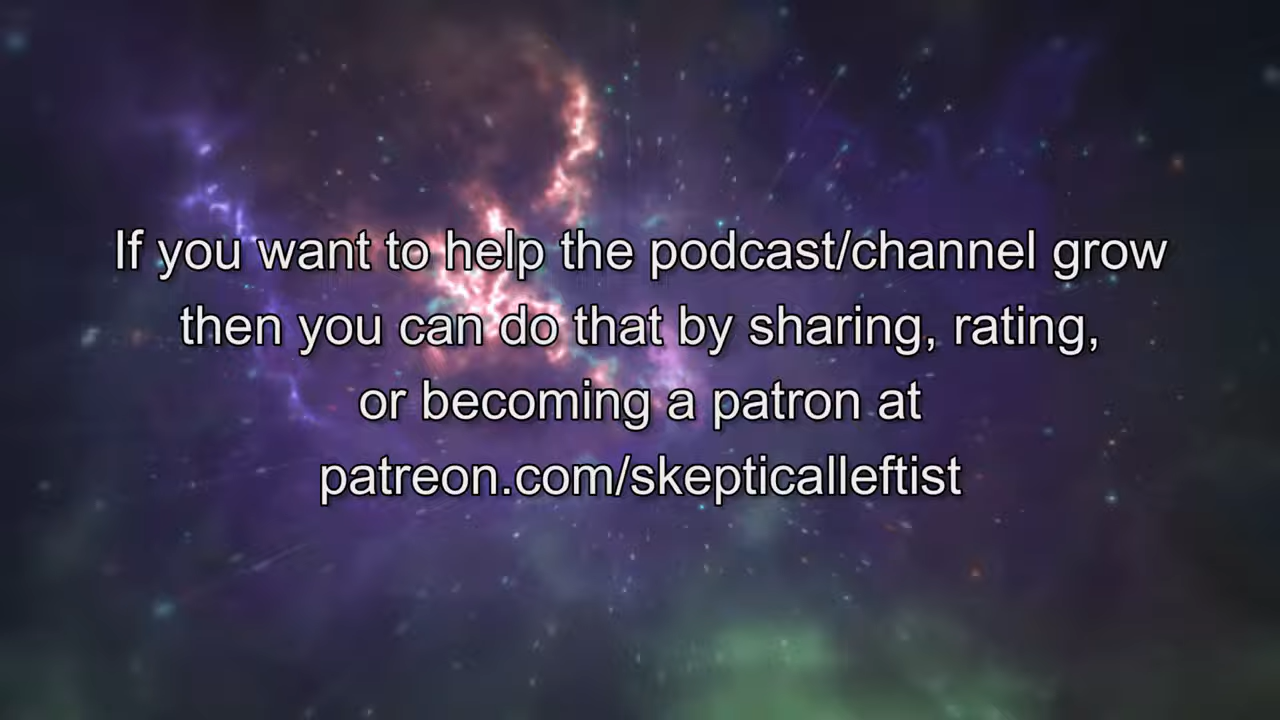 If you want to help the podcast/channel grow
then you can do that by sharing, rating,
or becoming a patron at
patreon.com/skepticalleftist